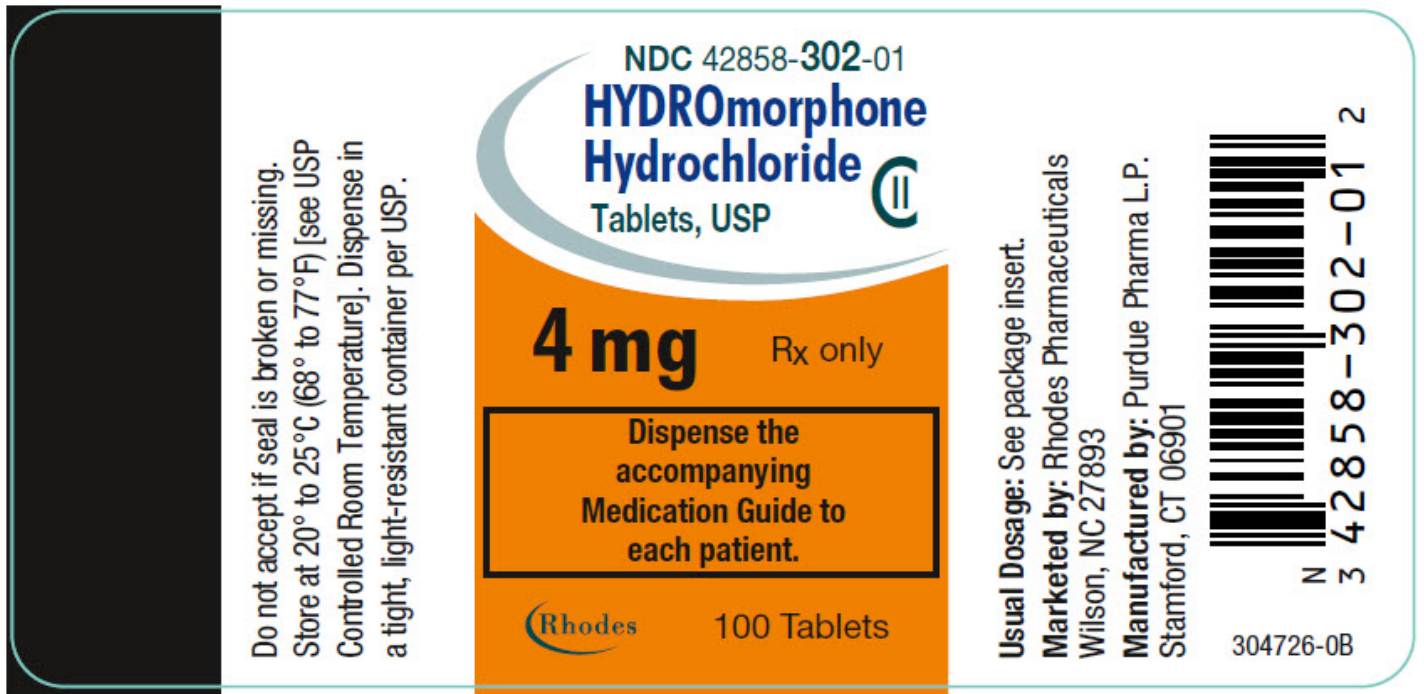 Do not accept if seal is broken or missing.
Store at 20° to 25°C (68° to 77°F) [see USP
Controlled Room Temperature]. Dispense in
a tight, light-resistant container per USP.
NDC 42858-302-01
HYDROmorphone
Hydrochloride
CII
Tablets, USP
4 mg Rx only
Dispense the
accompanying
Medication Guide to
each patient.
Rhodes 100 Tablets
Usual Dosage: See package insert.
Marketed by: Rhodes Pharmaceuticals
Wilson, NC 27893
Manufactured by: Purdue Pharma L.P.
Stamford, CT 06901
N
3 42858-302-01 2
304726-0B